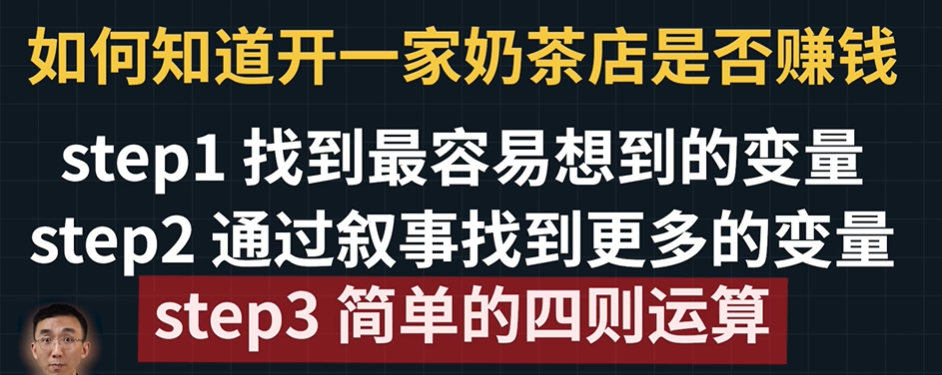 如何知道开一家奶茶店是否赚钱
step1 找到最容易想到的变量
step2 通过叙事找到更多的变量
step3 简单的四则运算